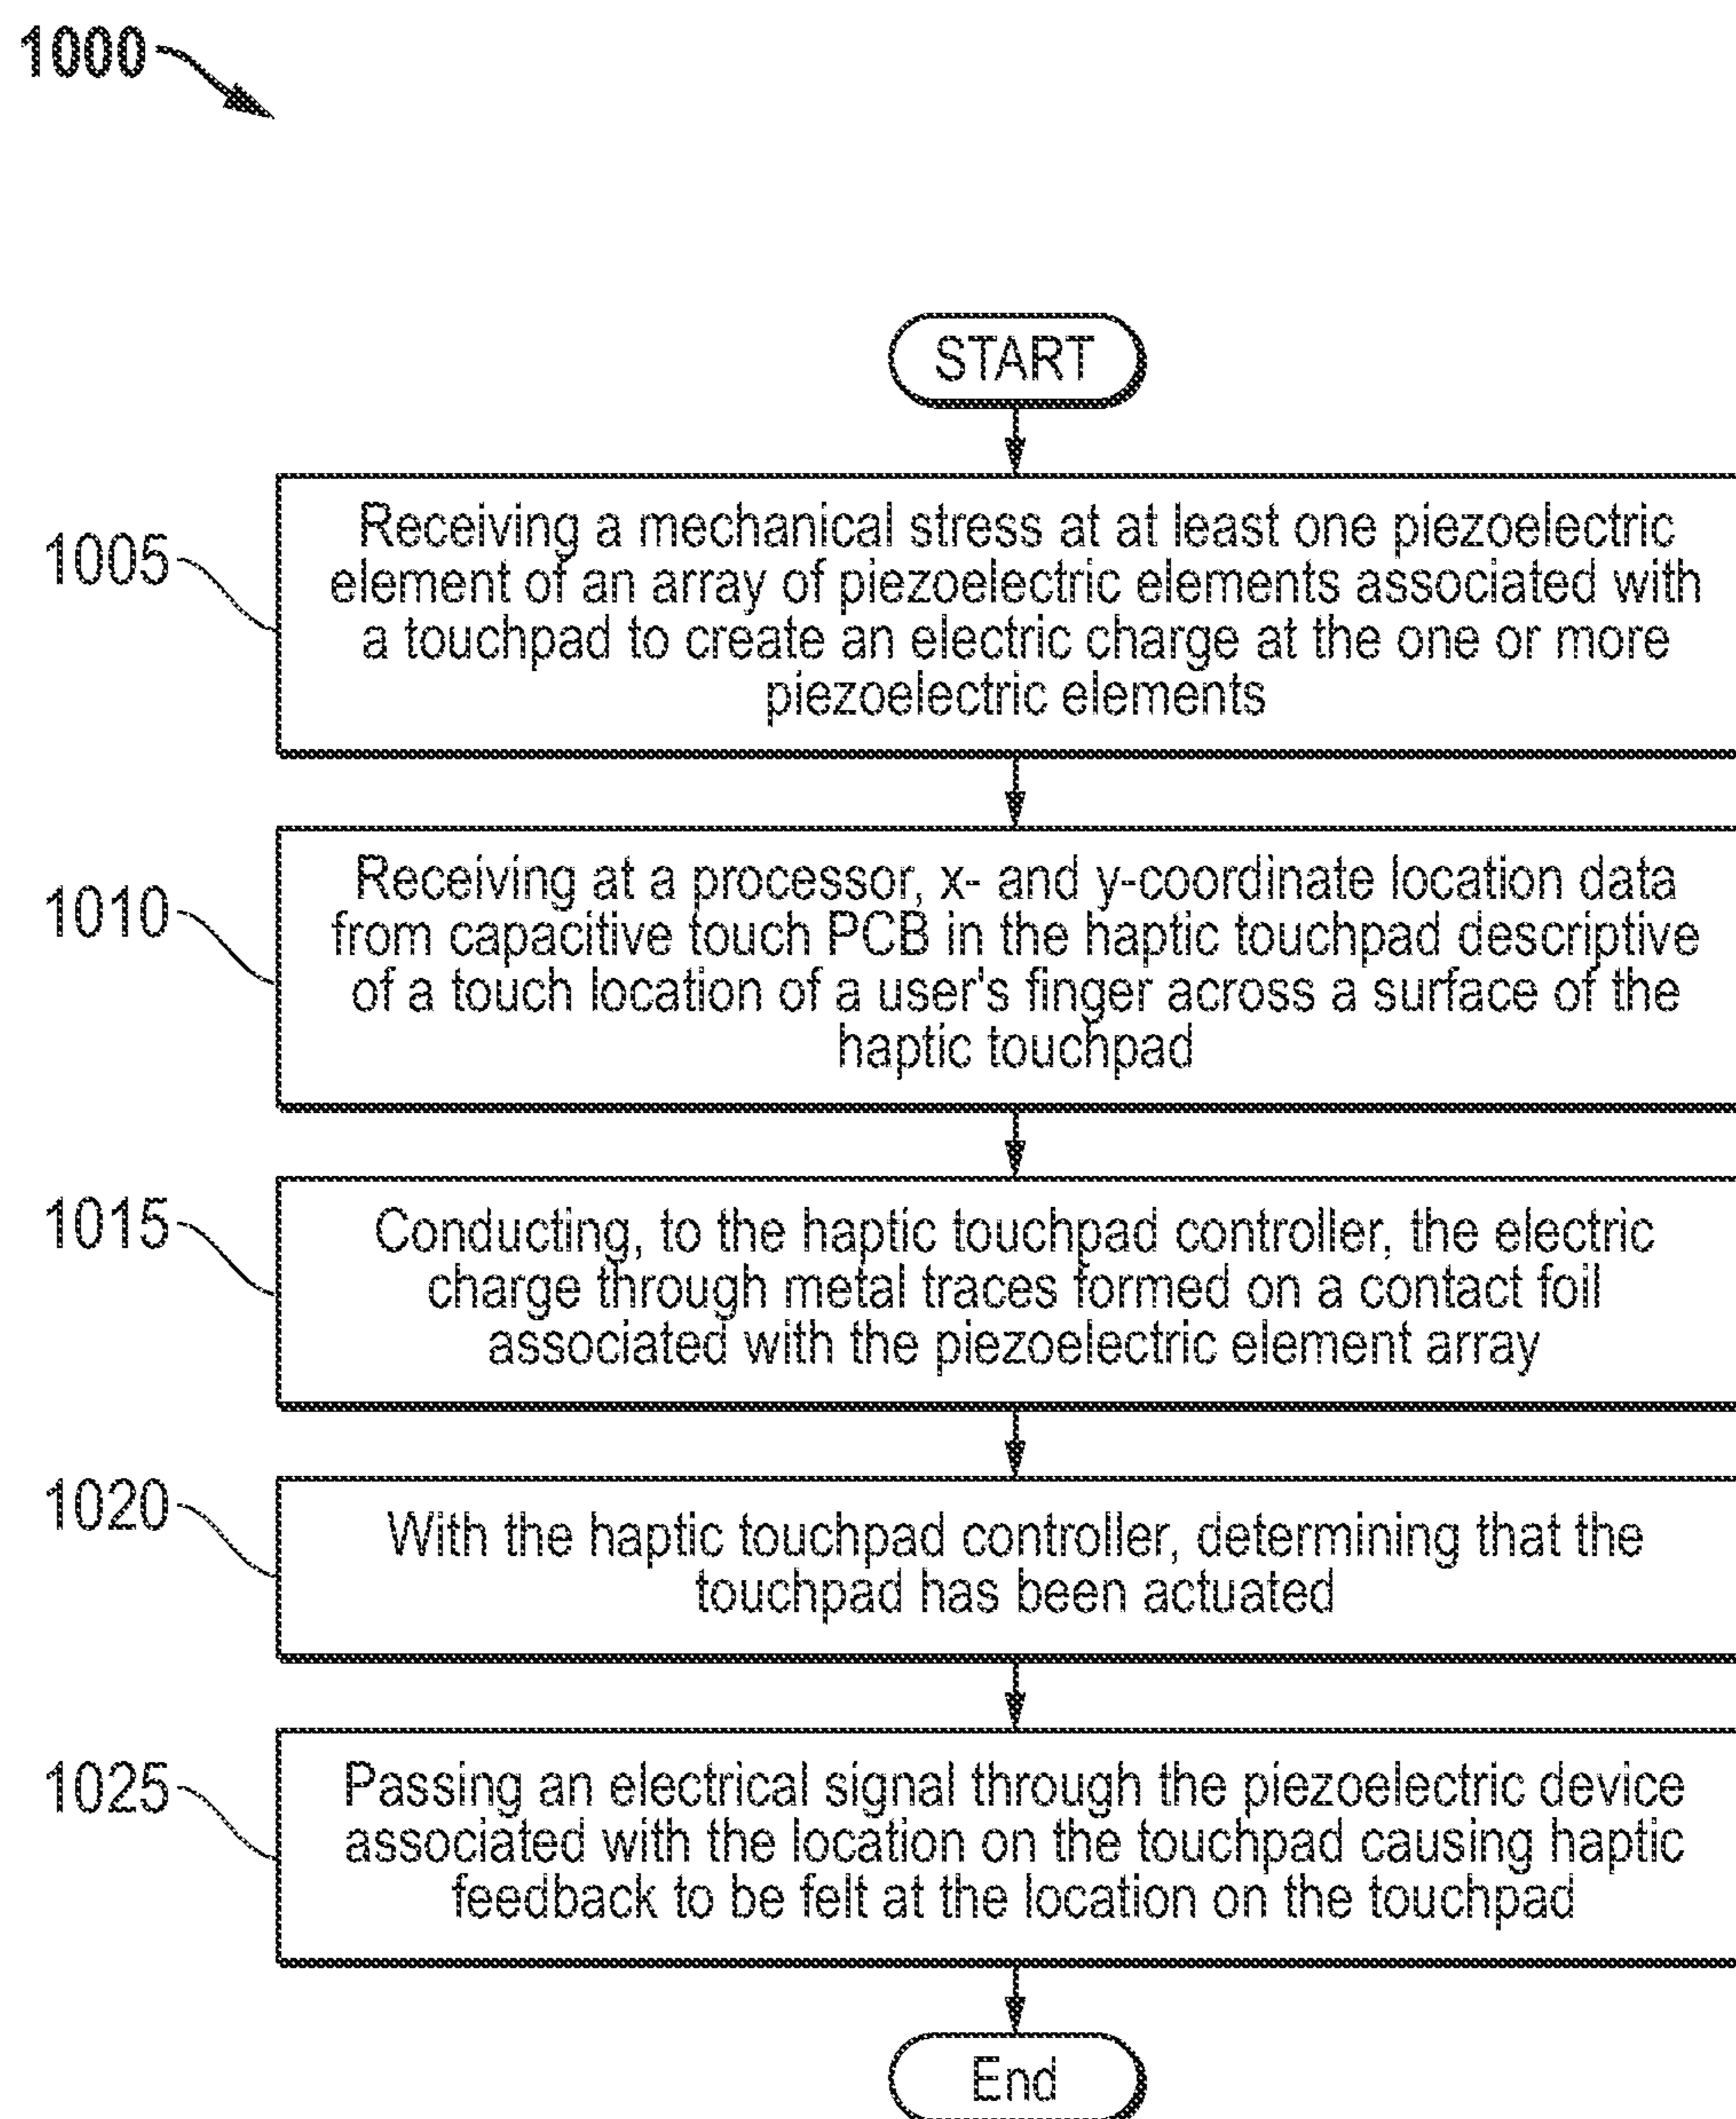 1000
START
1005
Receiving a mechanical stress at at least one piezoelectric
element of an array of piezoelectric elements associated with
a touchpad to create an electric charge at the one or more
piezoelectric elements
1010
Receiving at a processor, x- and y-coordinate location data
from capacitive touch PCB in the haptic touchpad descriptive
of a touch location of a user's finger across a surface of the
haptic touchpad
1015
Conducting, to the haptic touchpad controller, the electric
charge through metal traces formed on a contact foil
associated with the piezoelectric element array
1020
With the haptic touchpad controller, determining that the
touchpad has been actuated
1025
Passing an electrical signal through the piezoelectric device
associated with the location on the touchpad causing haptic
feedback to be felt at the location on the touchpad
End